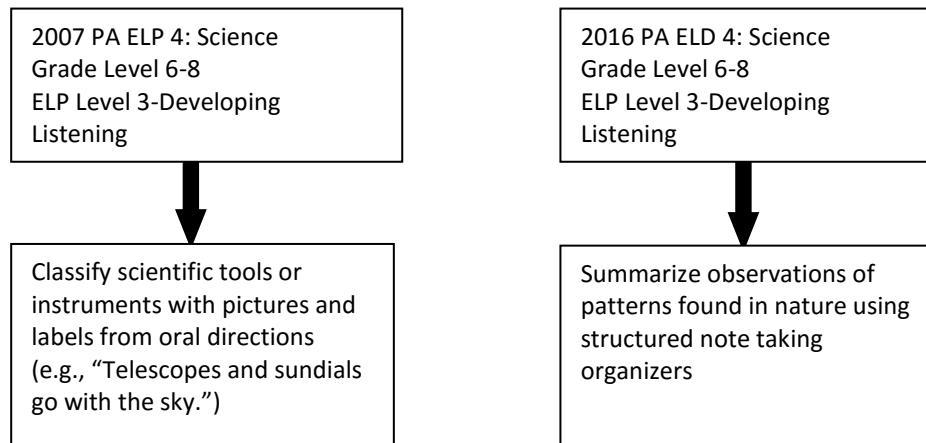 2007 PA ELP 4: Science
Grade Level 6-8
ELP Level 3-Developing
Listening
Classify scientific tools or
instruments with pictures and
labels from oral directions
(e.g., “Telescopes and sundials
go with the sky.”)
2016 PA ELD 4: Science
Grade Level 6-8
ELP Level 3-Developing
Listening
Summarize observations of
patterns found in nature using
structured note taking
organizers